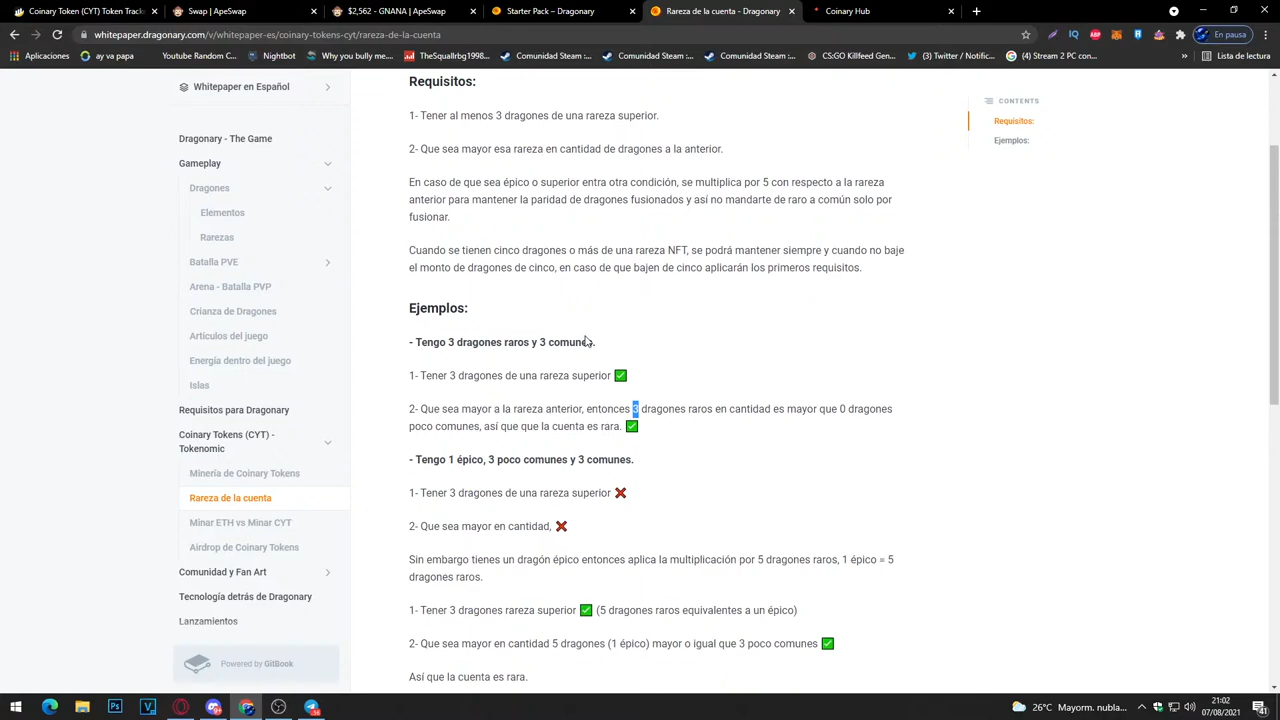 Coinary (CYT) Token Track
Swap
$2,562 – GNANA | PancakeS
Starter Pack – Dragonary
Rareza de la cuenta – Drago
Coinary Hub
whitepaper.dragonary.com/v/whitepaper-es/coinary-tokens-cyt/rareza-de-la-cuenta
En pausa
Aplicaciones
ay va papa
Youtube Random C...
Why you bully me....
TheSquallrbg1998...
Comunidad Steam :...
Comunidad Steam :...
Comunidad Steam :...
CS:GO Killfeed Gen...
(3) Twitter / Notific...
(4) Stream 2 PC con...
»
Lista de lectura
Whitepaper en Español
Dragonary - The Game
Gameplay
Dragones
Elementos
Rarezas
Batalla PVE
Arena - Batalla PVP
Crianza de Dragones
Artículos del juego
Energía dentro del juego
Islas
Requisitos para Dragonary
Coinary Tokens (CYT) -
Tokenomic
Minería de Coinary Tokens
Rareza de la cuenta
Minar ETH vs Minar CYT
Airdrop de Coinary Tokens
Comunidad y Fan Art
Tecnología detrás de Dragonary
Lanzamientos
Powered by GitBook
Requisitos:
1- Tener al menos 3 dragones de una rareza superior.
2- Que sea mayor esa rareza en cantidad de dragones a la anterior.
En caso de que sea épico o superior entra otra condición, se multiplica por 5 con respecto a la rareza
anterior para mantener la paridad de dragones fusionados y así no mandarte de raro a común solo por
fusionar.
Cuando se tienen cinco dragones o más de una rareza NFT, se podrá mantener siempre y cuando no baje
el monto de dragones de cinco, en caso de que bajen de cinco aplicarán los primeros requisitos.
Ejemplos:
- Tengo 3 dragones raros y 3 comunes.
1- Tener 3 dragones de una rareza superior ✅
2- Que sea mayor a la rareza anterior, entonces 3 dragones raros en cantidad es mayor que 0 dragones
poco comunes, así que que la cuenta es rara. ✅
- Tengo 1 épico, 3 poco comunes y 3 comunes.
1- Tener 3 dragones de una rareza superior ❌
2- Que sea mayor en cantidad, ❌
Sin embargo tienes un dragón épico entonces aplica la multiplicación por 5 dragones raros, 1 épico = 5
dragones raros.
1- Tener 3 dragones rareza superior ✅ (5 dragones raros equivalentes a un épico)
2- Que sea mayor en cantidad 5 dragones (1 épico) mayor o igual que 3 poco comunes ✅
Así que la cuenta es rara.
CONTENTS
Requisitos:
Ejemplos:
26°C Mayorm. nubla...
21:02
07/08/2021